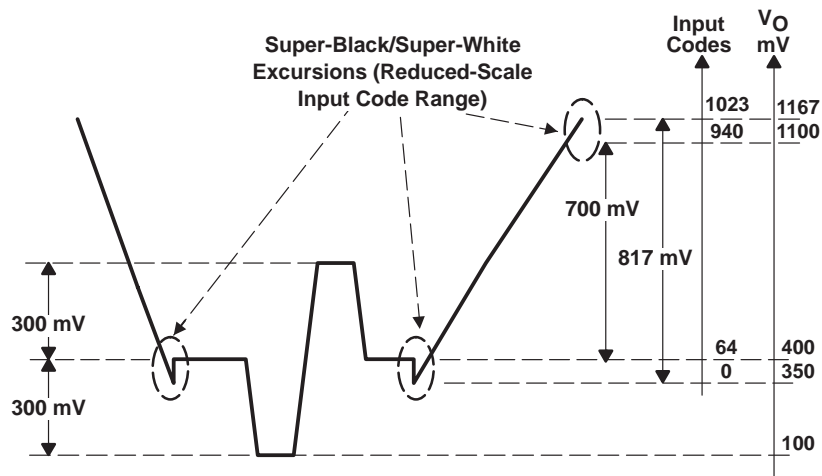 Super-Black/Super-White
Excursions (Reduced-Scale
Input Code Range)
Input
Codes
VO
mV
1023
1167
940
1100
700 mV
817 mV
300 mV
64
400
0
350
300 mV
100